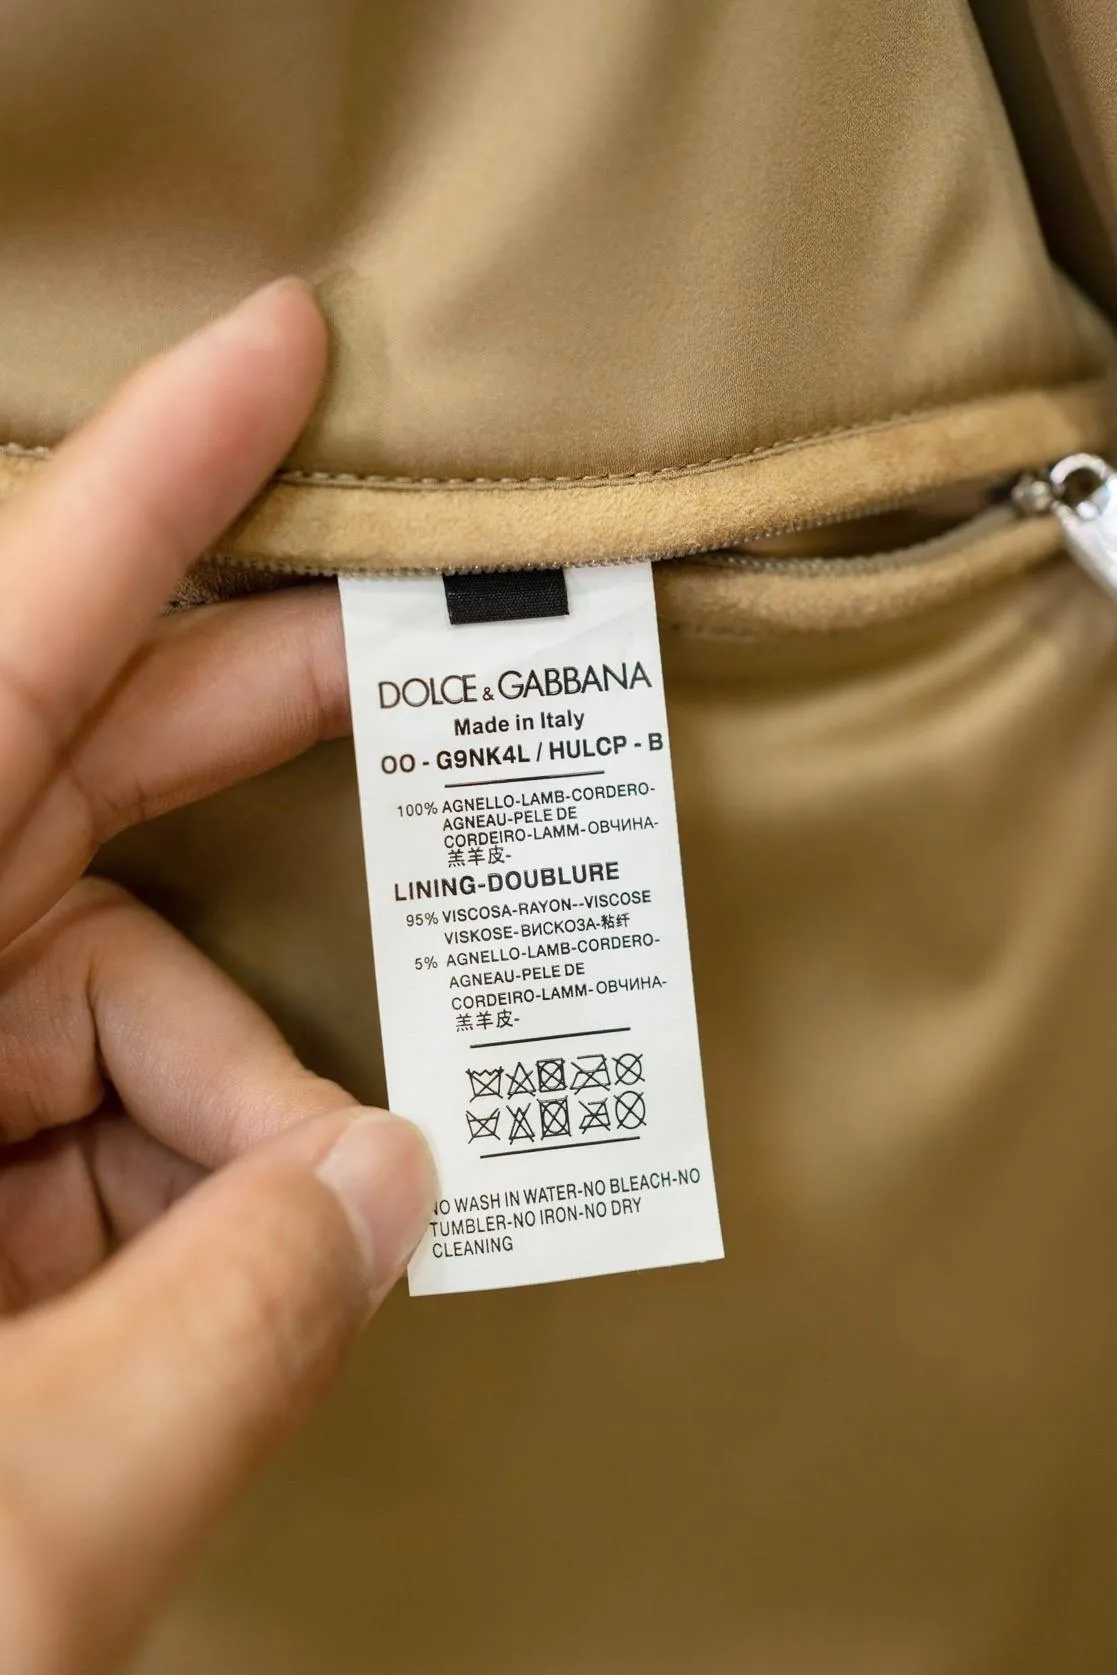 DOLCE & GABBANA
Made in Italy
OO - G9NK4L / HULCP - B
100% AGNELLO-LAMB-CORDERO-
AGNEAU-PELE DE
CORDEIRO-LAMM-ОВЧИНА-
羔羊皮-
LINING-DOUBLURE
95% VISCOSA-RAYON--VISCOSE
VISKOSE-ВИСКОЗА-粘纤
5% AGNELLO-LAMB-CORDERO-
AGNEAU-PELE DE
CORDEIRO-LAMM-ОВЧИНА-
羔羊皮-
NO WASH IN WATER-NO BLEACH-NO
TUMBLER-NO IRON-NO DRY
CLEANING